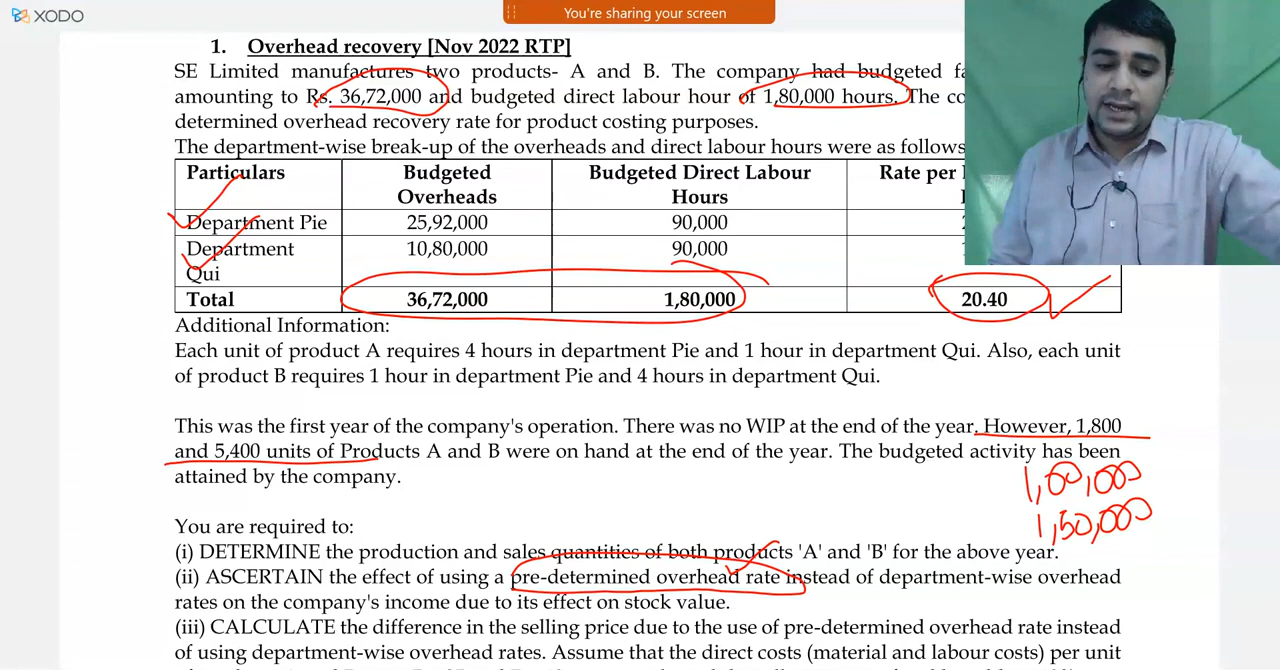 XODO
You're sharing your screen
1. Overhead recovery [Nov 2022 RTP]
SE Limited manufactures two products- A and B. The company had budgeted
amounting to Rs. 36,72,000 and budgeted direct labour hour of 1,80,000 hours. The
determined overhead recovery rate for product costing purposes.
The department-wise break-up of the overheads and direct labour hours were as follows
Particulars Budgeted Overheads Budgeted Direct Labour Hours Rate per
Department Pie 25,92,000 90,000
Department Qui 10,80,000 90,000
Total 36,72,000 1,80,000 20.40
Additional Information:
Each unit of product A requires 4 hours in department Pie and 1 hour in department Qui. Also, each unit
of product B requires 1 hour in department Pie and 4 hours in department Qui.
This was the first year of the company's operation. There was no WIP at the end of the year. However, 1,800
and 5,400 units of Products A and B were on hand at the end of the year. The budgeted activity has been
attained by the company.
1,00,000
1,50,000
You are required to:
(i) DETERMINE the production and sales quantities of both products 'A' and 'B' for the above year.
(ii) ASCERTAIN the effect of using a pre-determined overhead rate instead of department-wise overhead
rates on the company's income due to its effect on stock value.
(iii) CALCULATE the difference in the selling price due to the use of pre-determined overhead rate instead
of using department-wise overhead rates. Assume that the direct costs (material and labour costs) per unit